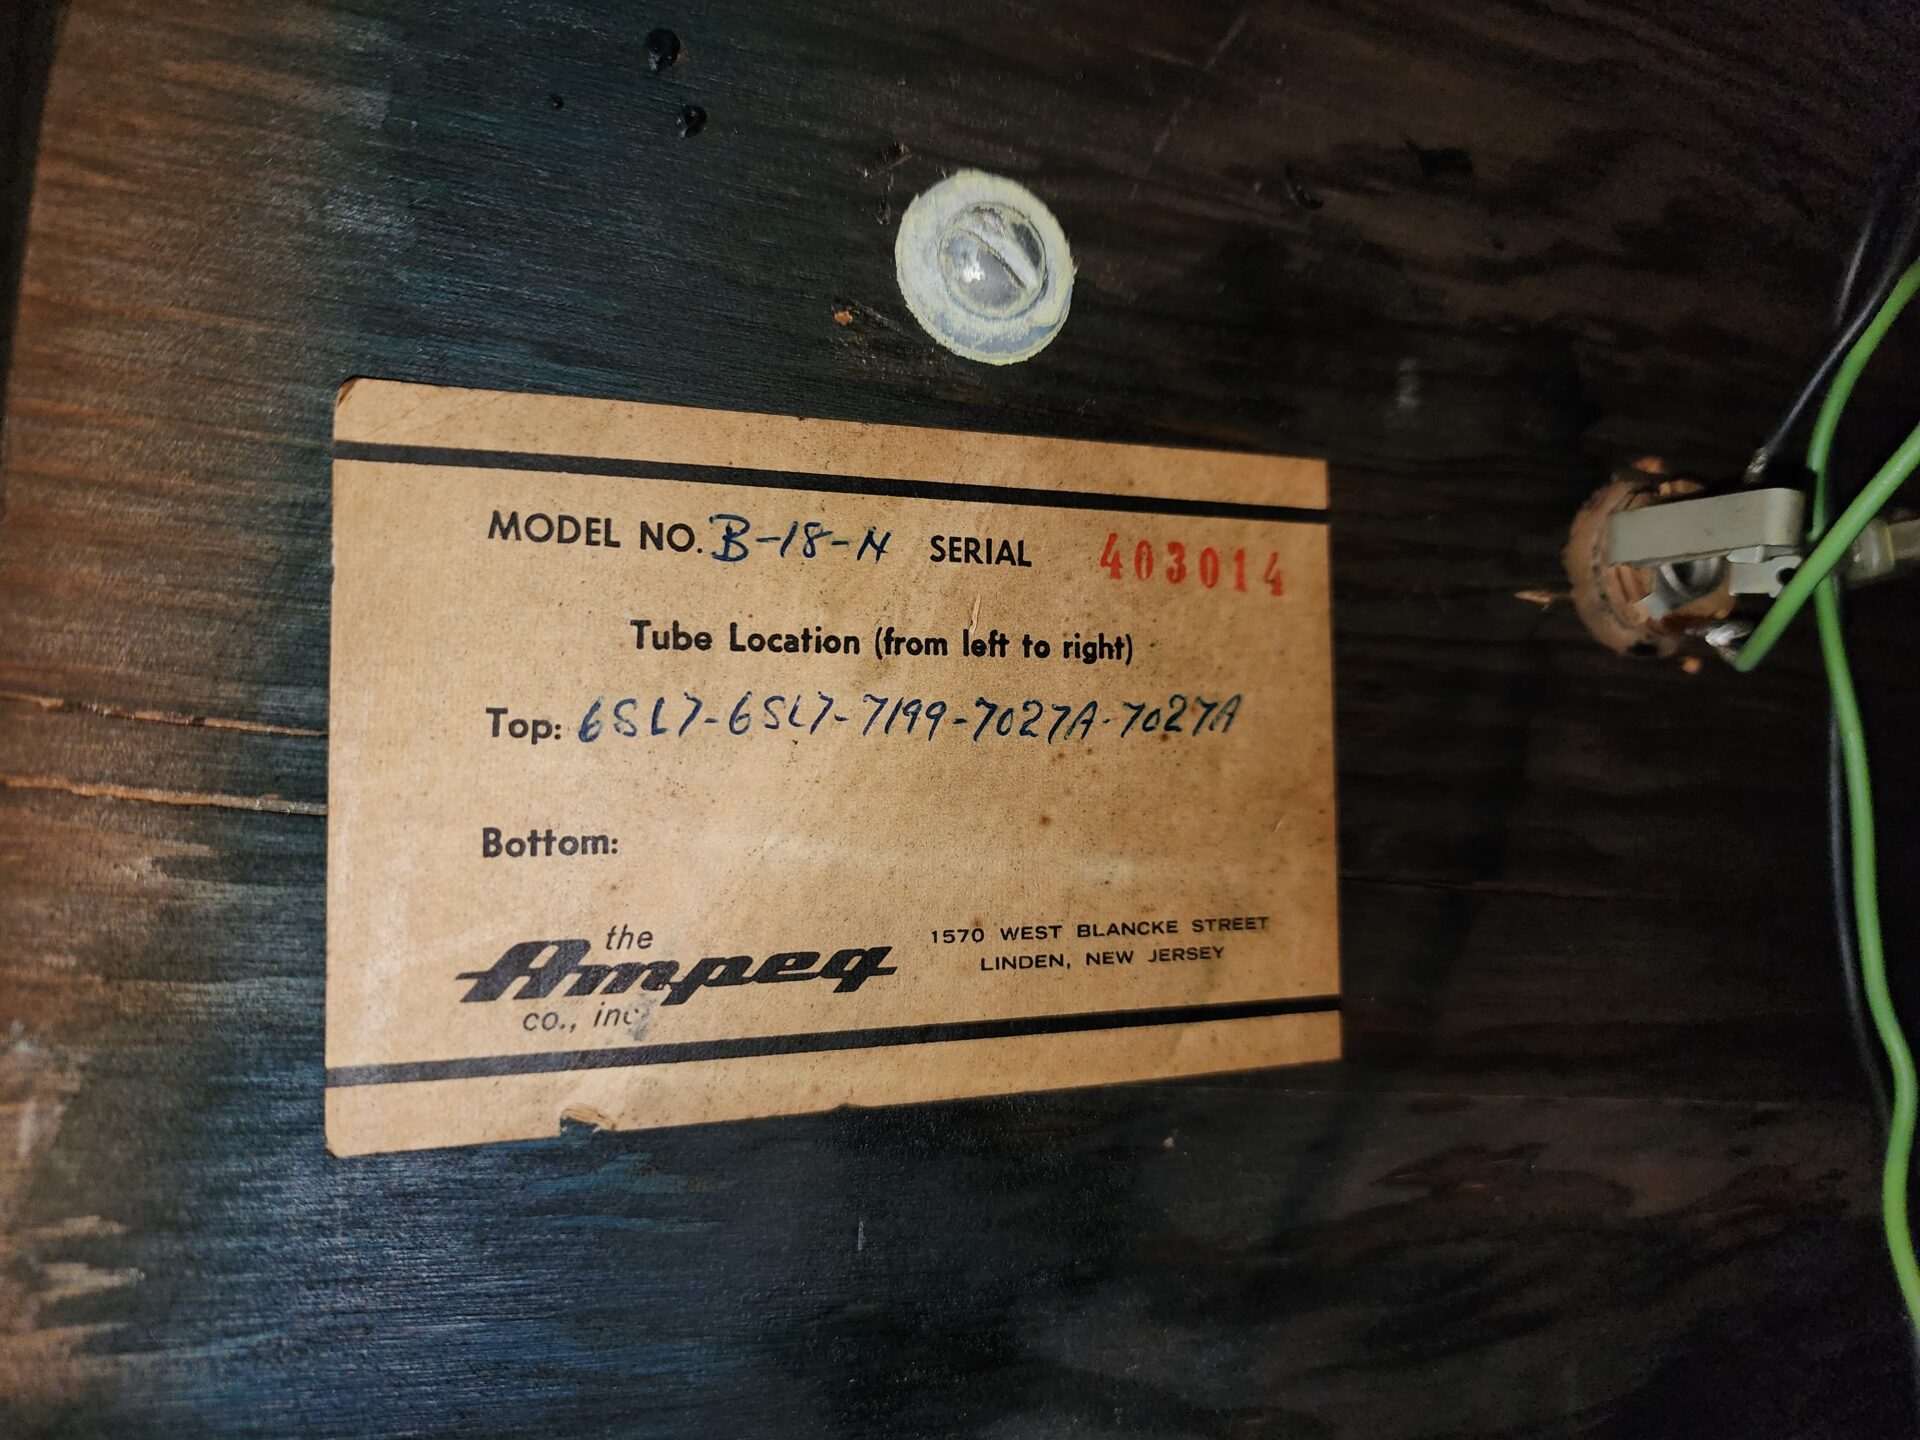 MODEL NO. B-18-N SERIAL 403014
Tube Location (from left to right)
Top: 6SL7-6SL7-7199-7027A-7027A
Bottom:
the
Ampeg
co., inc
1570 WEST BLANCKE STREET
LINDEN, NEW JERSEY